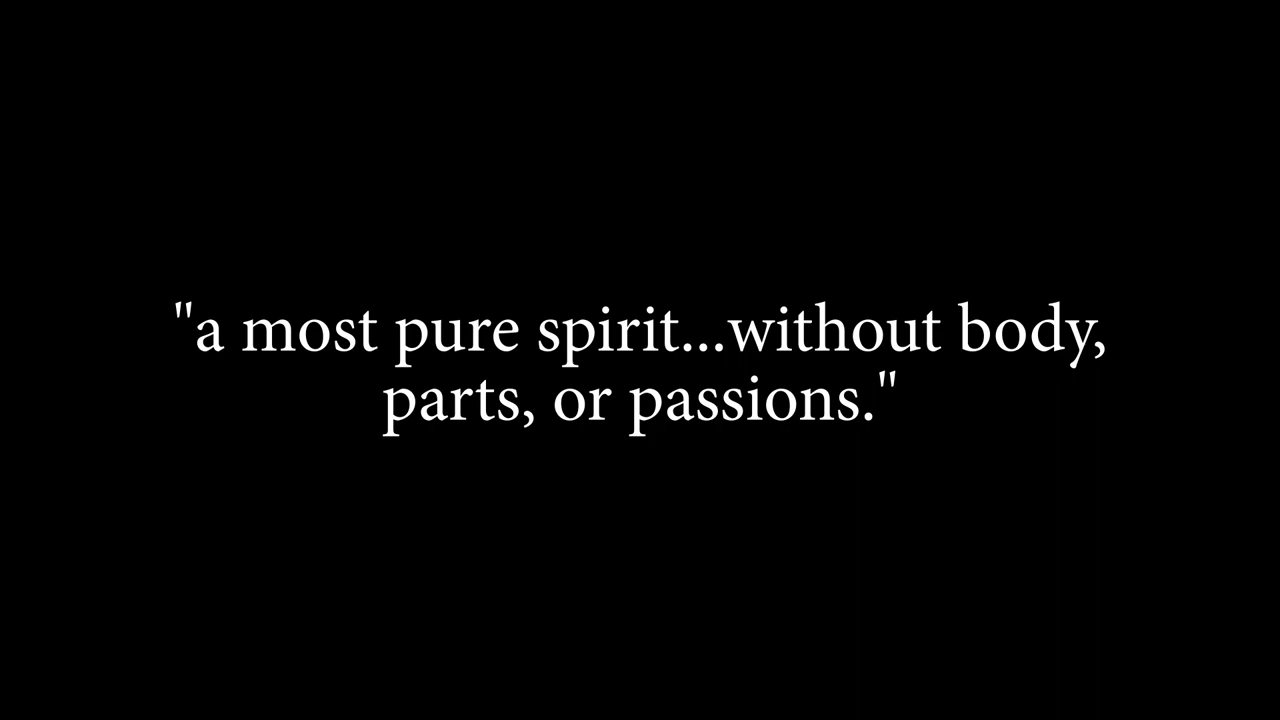 "a most pure spirit...without body,
parts, or passions."